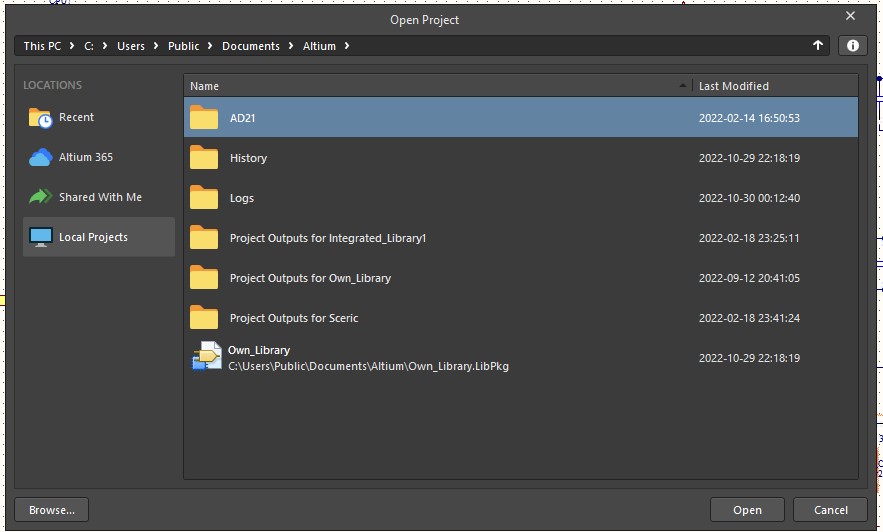 CPU1
Open Project
This PC > C: > Users > Public > Documents > Altium >
LOCATIONS
Recent
Altium 365
Shared With Me
Local Projects
Name Last Modified
AD21 2022-02-14 16:50:53
History 2022-10-29 22:18:19
Logs 2022-10-30 00:12:40
Project Outputs for Integrated_Library1 2022-02-18 23:25:11
Project Outputs for Own_Library 2022-09-12 20:41:05
Project Outputs for Sceric 2022-02-18 23:41:24
Own_Library
C:\Users\Public\Documents\Altium\Own_Library.LibPkg 2022-10-29 22:18:19
Browse... Open Cancel